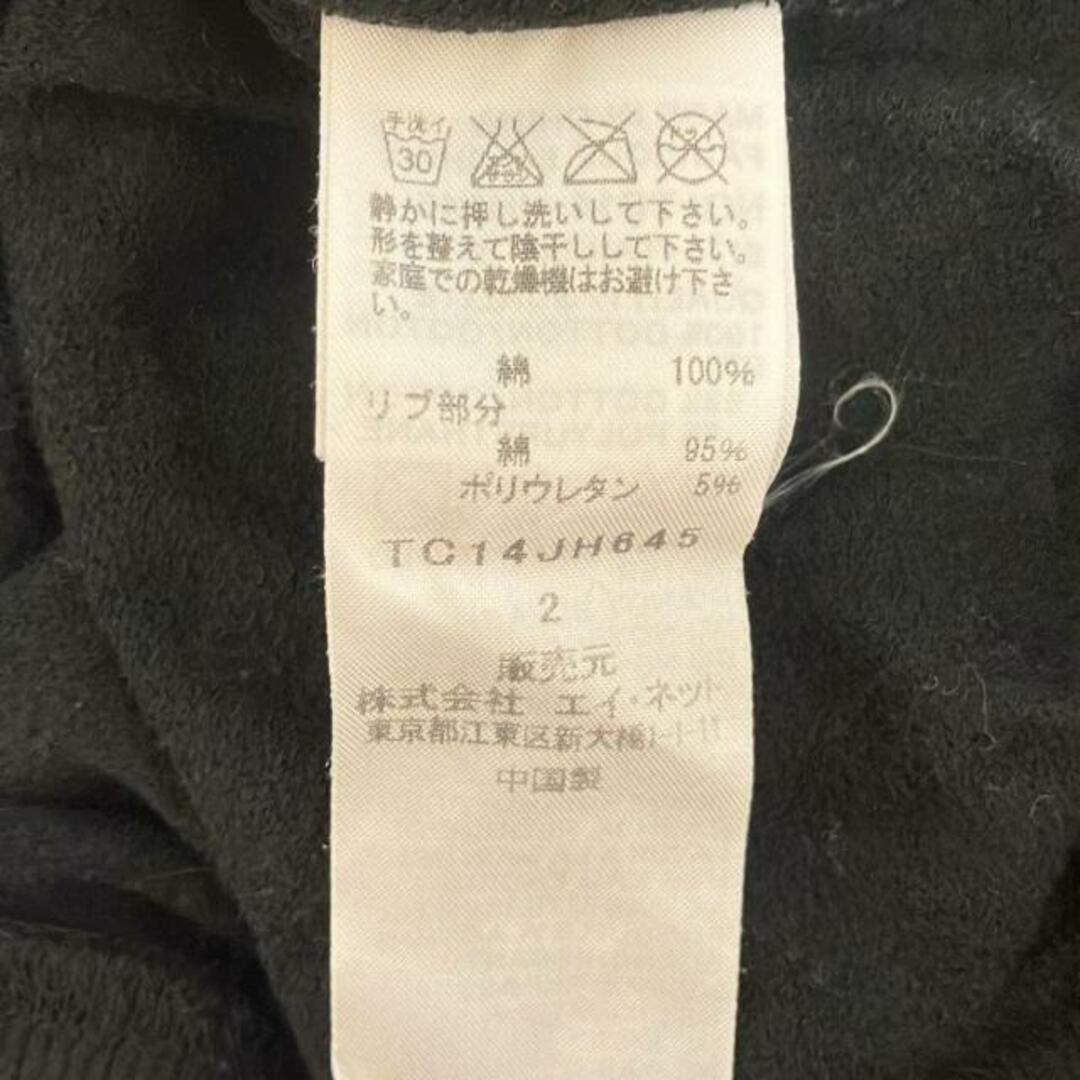 手洗イ
30
静かに押し洗いして下さい。
形を整えて陰干しして下さい。
家庭での乾燥機はお避け下さ
い。
綿 100%
リブ部分
綿 95%
ポリウレタン 5%
TC14JH645
2
販売元
株式会社 エイ・ネット
東京都江東区新大橋1-1-11
中国製